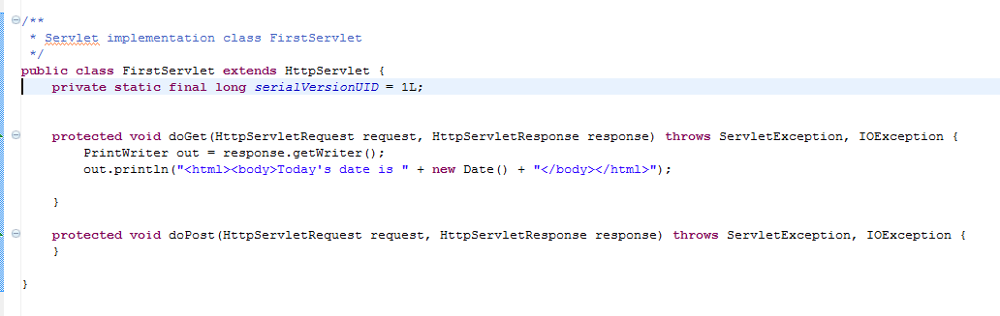 /**
 * Servlet implementation class FirstServlet
 */
public class FirstServlet extends HttpServlet {
    private static final long serialVersionUID = 1L;
    protected void doGet(HttpServletRequest request, HttpServletResponse response) throws ServletException, IOException {
        PrintWriter out = response.getWriter();
        out.println("<html><body>Today's date is " + new Date() + "</body></html>");
    }
    protected void doPost(HttpServletRequest request, HttpServletResponse response) throws ServletException, IOException {
    }
}